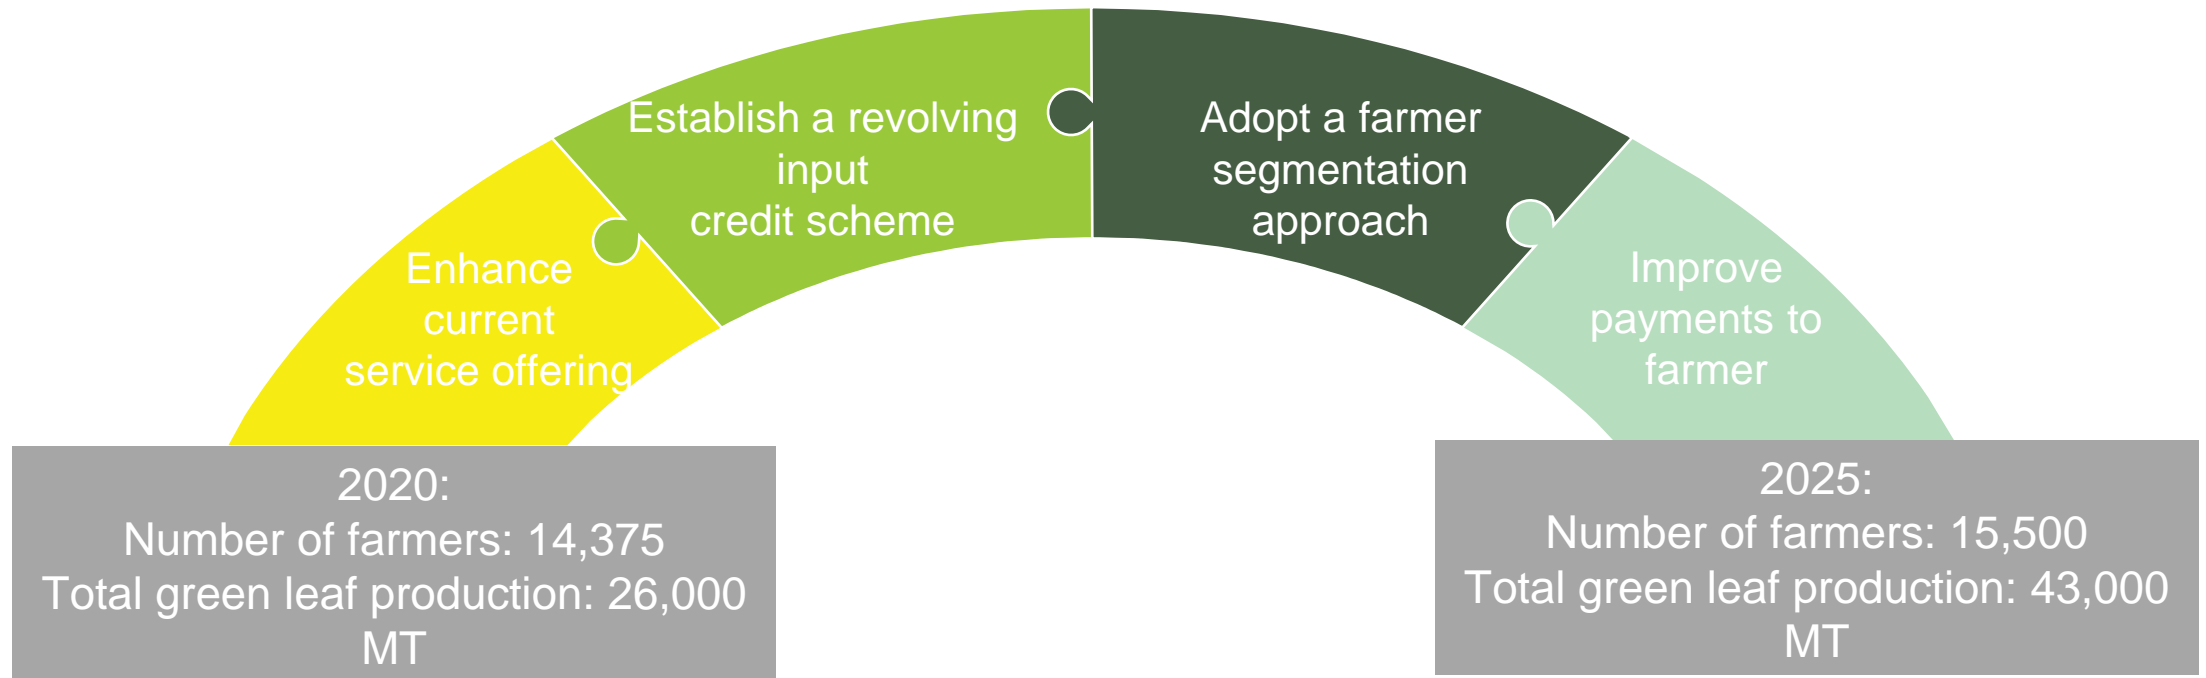 Enhance
current
service offering
Establish a revolving
input
credit scheme
Adopt a farmer
segmentation
approach
Improve
payments to
farmer
2020:
Number of farmers: 14,375
Total green leaf production: 26,000
MT
2025:
Number of farmers: 15,500
Total green leaf production: 43,000
MT